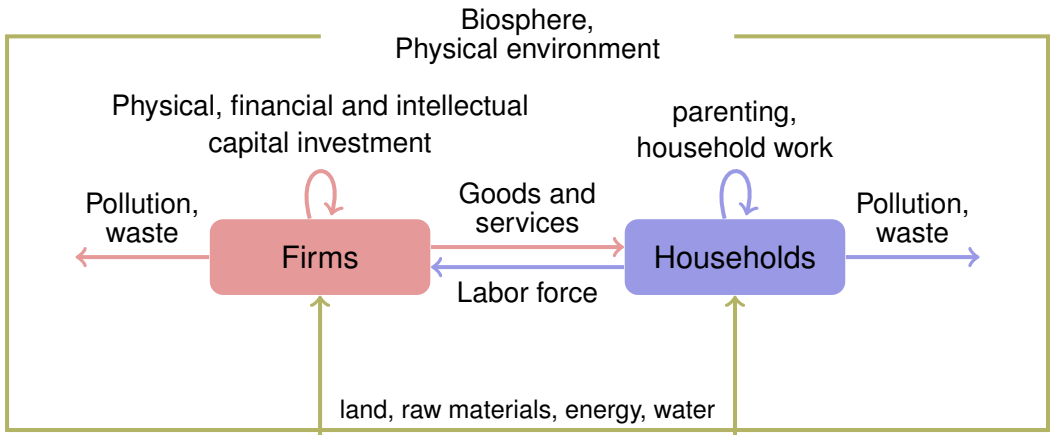 Biosphere,
Physical environment
Physical, financial and intellectual
capital investment
parenting,
household work
Pollution,
waste
Firms
Goods and
services
Labor force
Households
Pollution,
waste
land, raw materials, energy, water